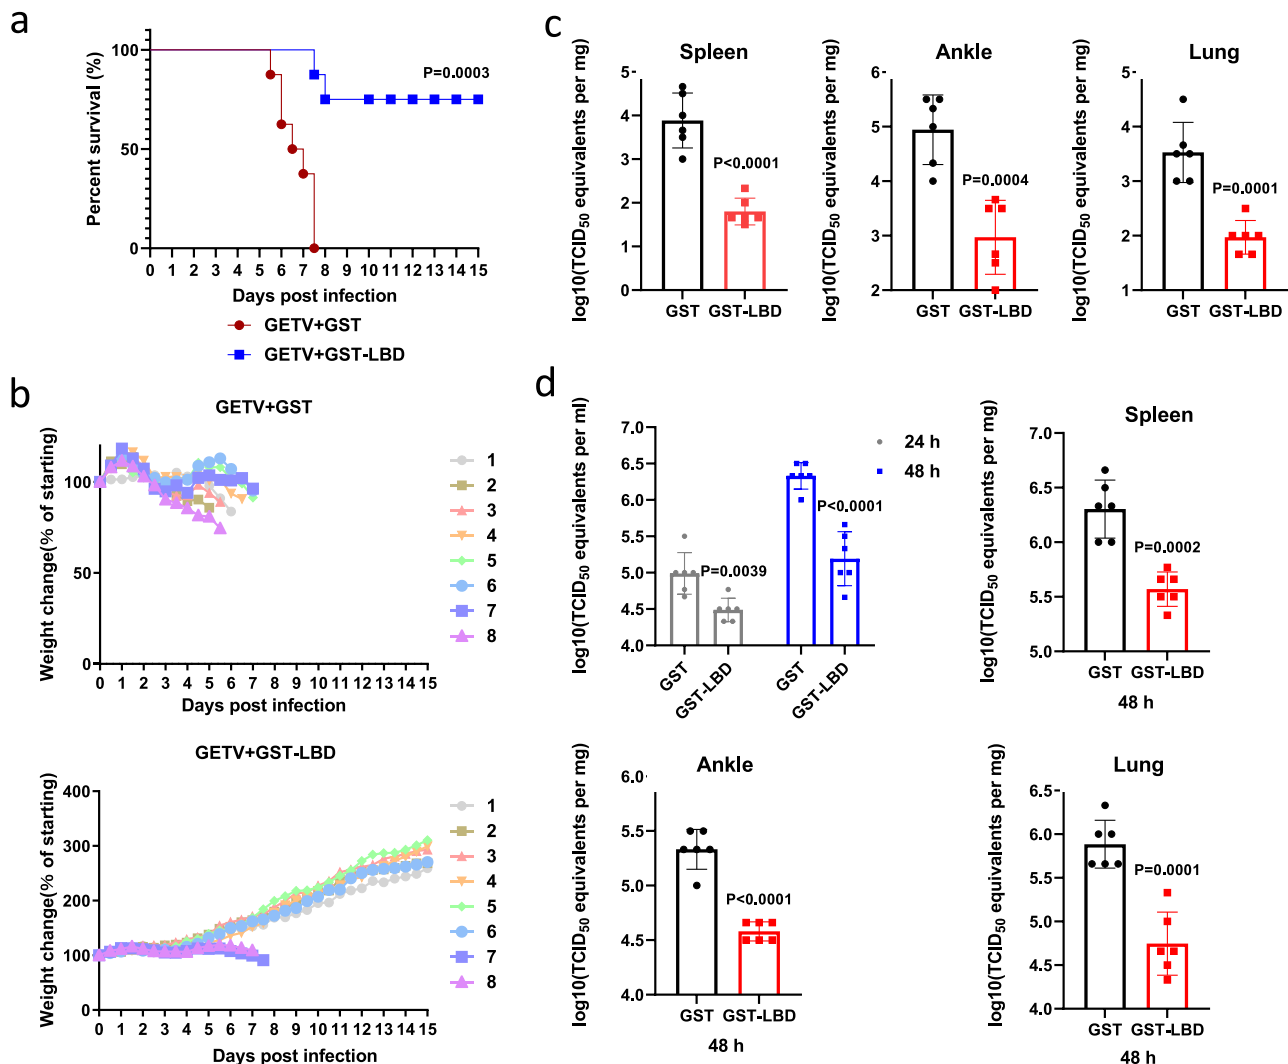 a
Percent survival (%)
100
50
0
P=0.0003
0 1 2 3 4 5 6 7 8 9 10 11 12 13 14 15
Days post infection
GETV+GST
GETV+GST-LBD
b
GETV+GST
Weight change(% of starting)
100
50
0
0 1 2 3 4 5 6 7 8 9 10 11 12 13 14 15
Days post infection
1
2
3
4
5
6
7
8
GETV+GST-LBD
Weight change(% of starting)
400
300
200
100
0
0 1 2 3 4 5 6 7 8 9 10 11 12 13 14 15
Days post infection
1
2
3
4
5
6
7
8
c
Spleen
log10(TCID50 equivalents per mg)
5
4
3
2
1
0
P<0.0001
GST GST-LBD
Ankle
log10(TCID50 equivalents per mg)
6
5
4
3
2
P=0.0004
GST GST-LBD
Lung
log10(TCID50 equivalents per mg)
5
4
3
2
1
P=0.0001
GST GST-LBD
d
log10(TCID50 equivalents per ml)
7.0
6.5
6.0
5.5
5.0
4.5
4.0
24 h
48 h
P=0.0039
P<0.0001
GST GST-LBD GST GST-LBD
Spleen
log10(TCID50 equivalents per mg)
7.0
6.5
6.0
5.5
5.0
P=0.0002
GST GST-LBD
48 h
Ankle
log10(TCID50 equivalents per mg)
6.0
5.5
5.0
4.5
4.0
P<0.0001
GST GST-LBD
48 h
Lung
log10(TCID50 equivalents per mg)
6.5
6.0
5.5
5.0
4.5
4.0
P=0.0001
GST GST-LBD
48 h